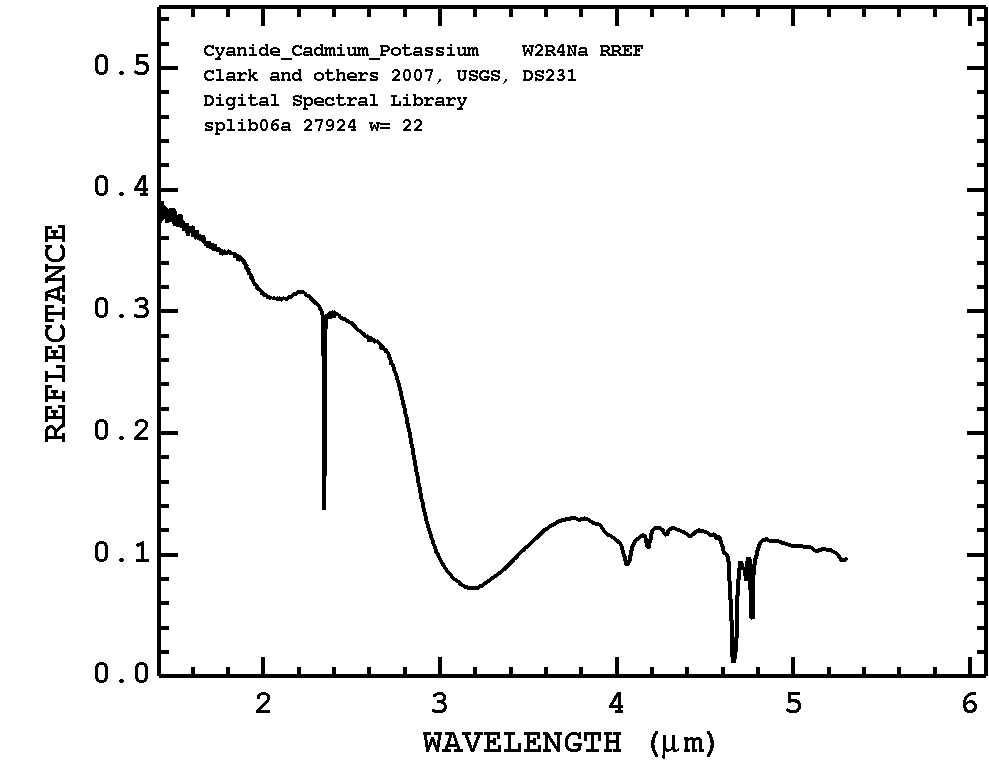 Cyanide_Cadmium_Potassium W2R4Na RREF
Clark and others 2007, USGS, DS231
Digital Spectral Library
splib06a 27924 w= 22
0.5
0.4
0.3
0.2
0.1
0.0
REFLECTANCE
2 3 4 5 6
WAVELENGTH (μm)